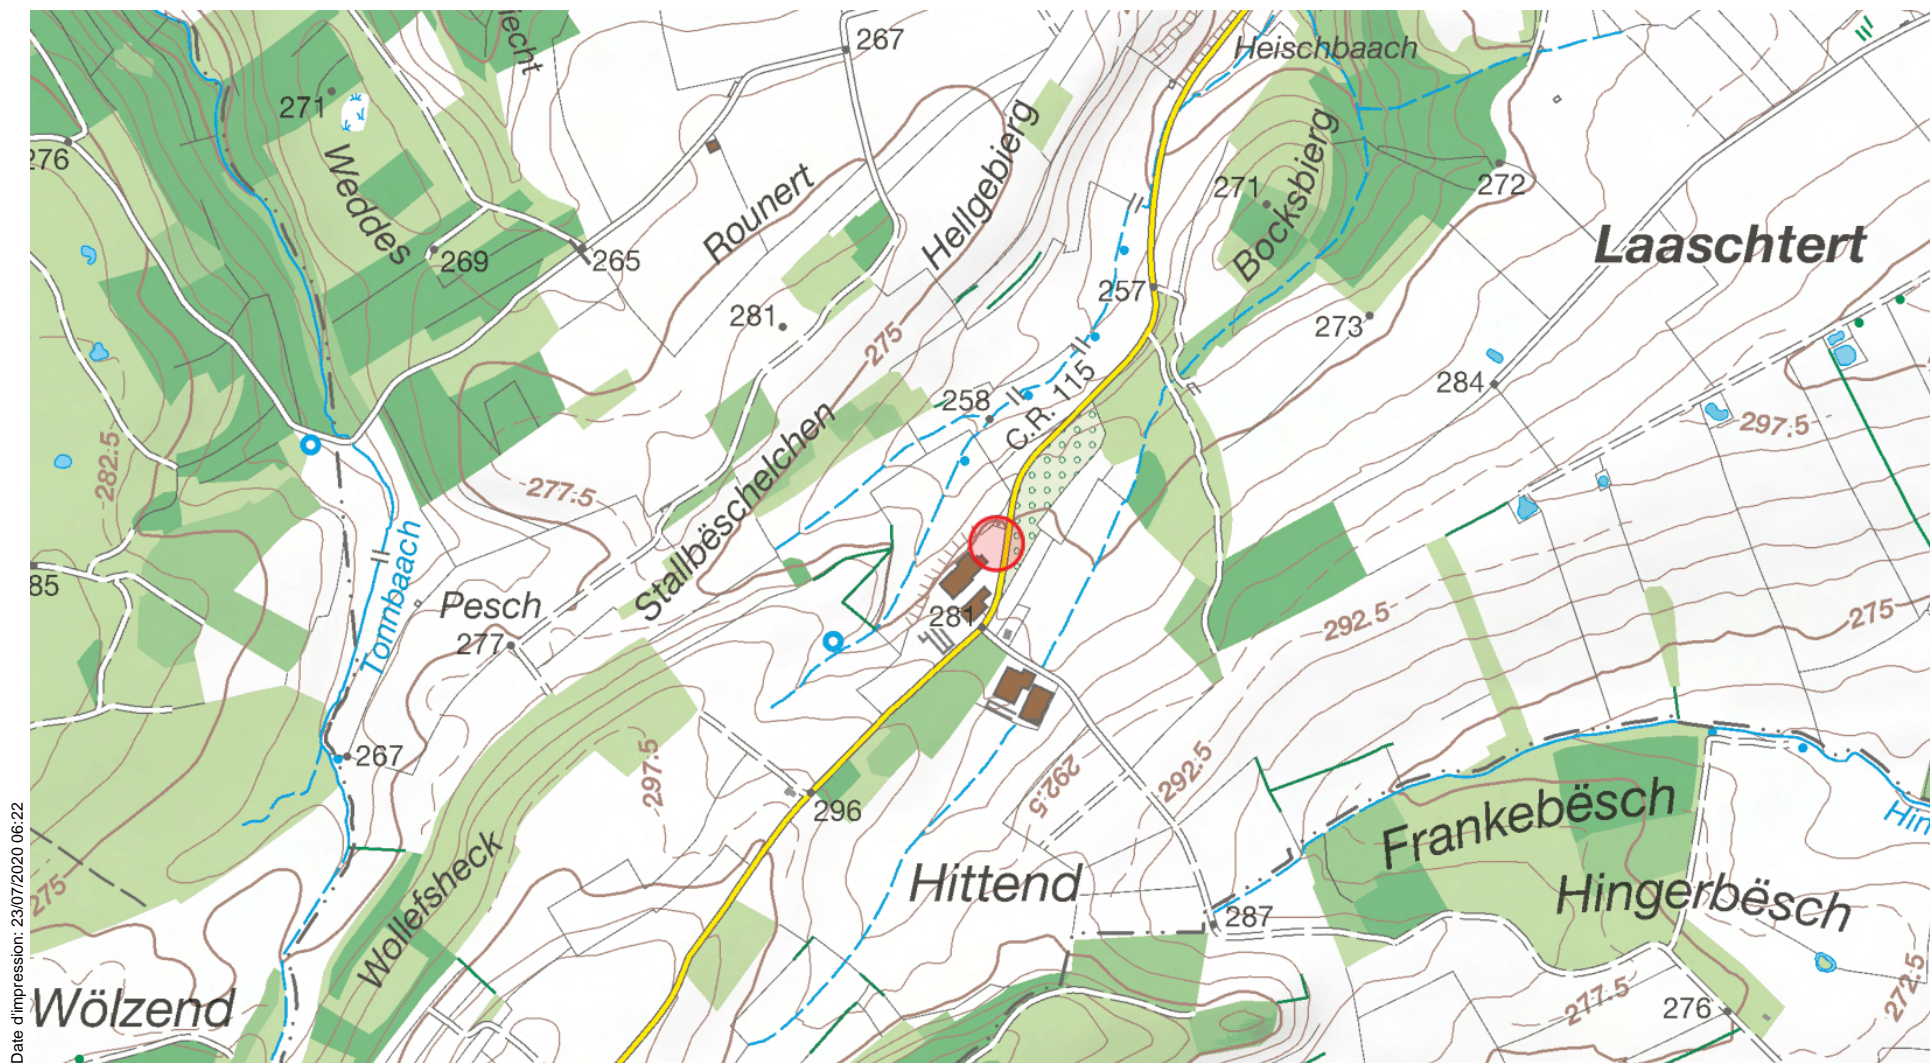 267
Heischbaach
271
276
Weddes
Rounert
Hellgebierg
271
Bocksbierg
272
Laaschtert
269
265
257
281
275
273
258
C.R. 115
284
297.5
282.5
277.5
Stallbëschelchen
85
Tonnbaach
Pesch
277
281
292.5
275
267
297.5
292.5
292.5
296
Frankebësch
Hin
275
Wollefsheck
Hittend
287
Hingerbësch
272.5
277.5
276
Wölzend
Date d'impression: 23/07/2020 06:22